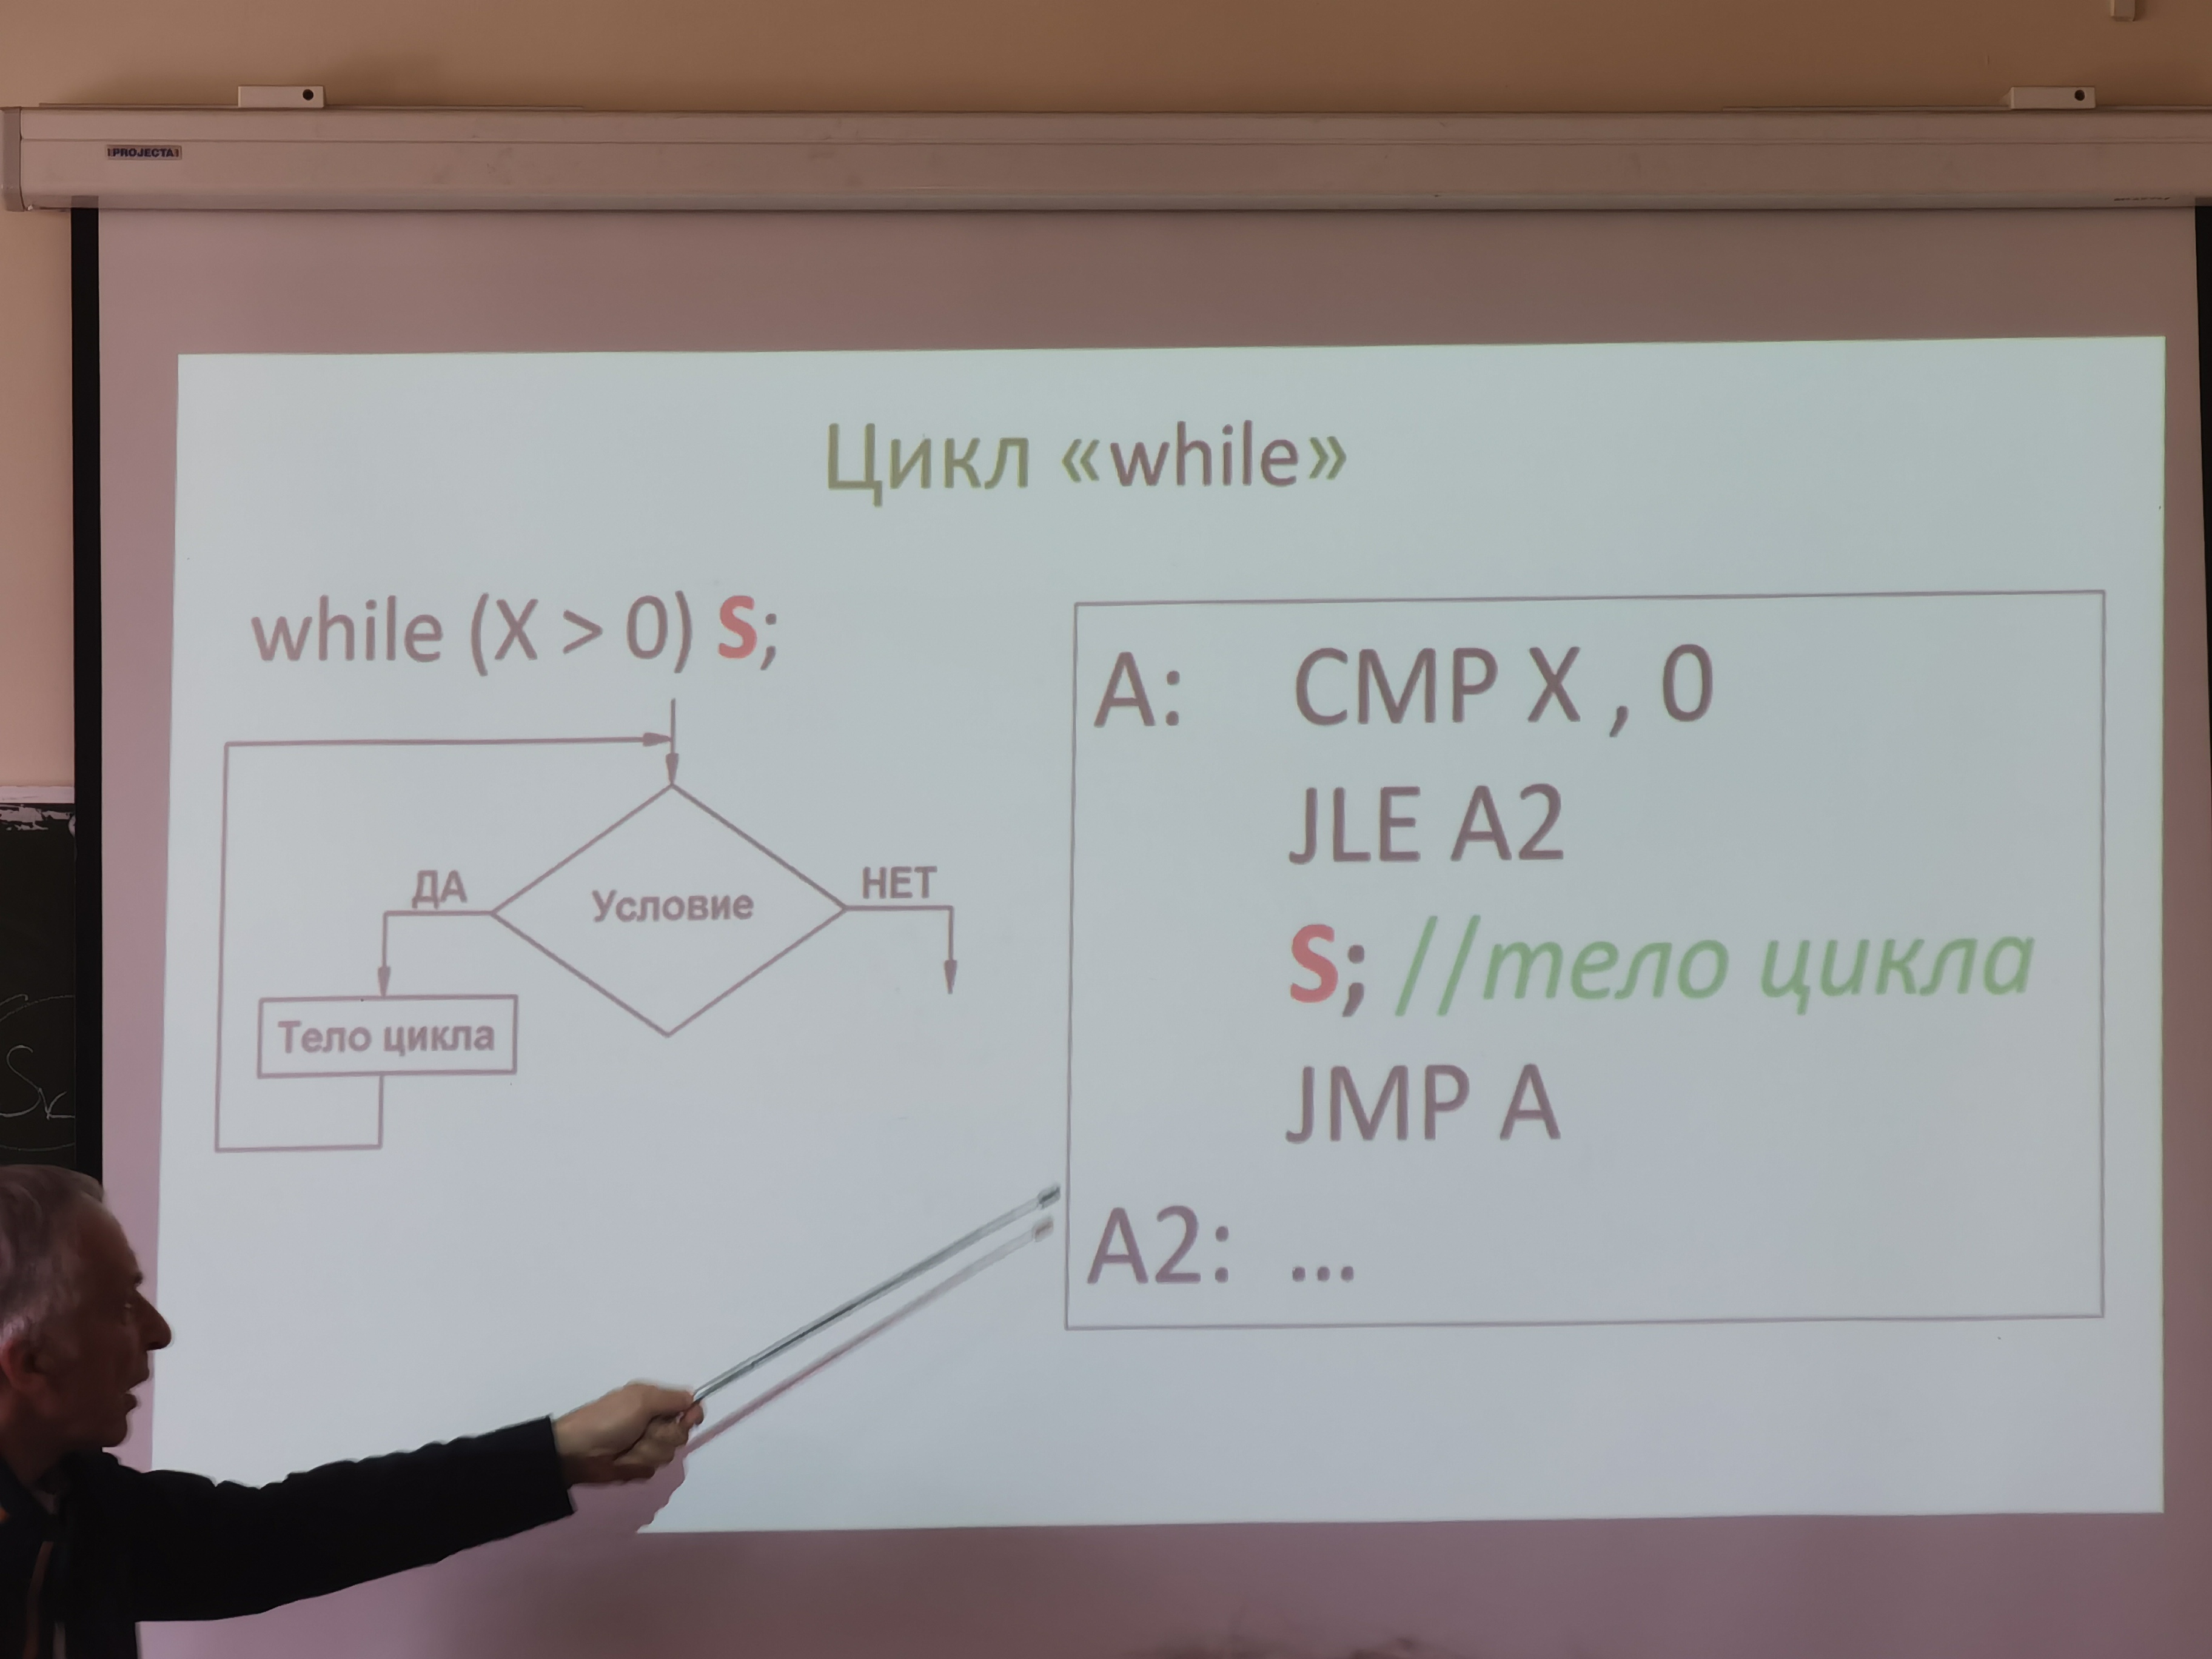 PROJECTA
Цикл «while»
while (X > 0) S;
ДА
Условие
НЕТ
Тело цикла
A: CMP X , 0
JLE A2
S; //тело цикла
JMP A
A2: ...